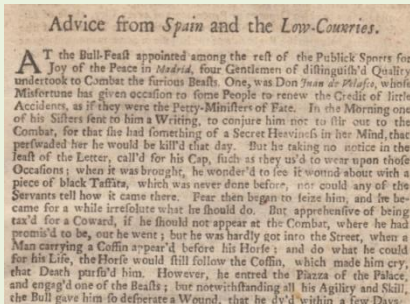 Advice from Spain and the Low-Countries.
AT the Bull-Feast appointed among the rest of the Publick Sports for
Joy of the Peace in Madrid, four Gentlemen of distinguish'd Quality
undertook to Combat the furious Beasts. One, was Don Juan de Velasco, whose
Misfortune has given occasion to some People to renew the Credit of little
Accidents, as if they were the Petty-Ministers of Fate. In the Morning one
of his Sisters sent to him a Writing, to conjure him not to stir out to the
Combat, for that she had something of a Secret Heaviness in her Mind, that
perswaded her he would be kill'd that day. But he taking no notice in the
least of the Letter, call'd for his Cap, such as they us'd to wear upon those
Occasions; when it was brought, he wonder'd to see it wound about with a
piece of black Taffata, which was never done before, nor could any of the
Servants tell how it came there. Fear then began to seize him, and he be-
came for a while irresolute what he should do. But apprehensive of being
tax'd for a Coward, if he should not appear at the Combat, where he had
promis'd to be, out he went; but he was hardly got into the Street, when a
Man carrying a Coffin appear'd before his Horse; and do what he could
for his Life, the Horse would still follow the Coffin, which made him cry,
that Death pursu'd him. However, he entred the Piazza of the Palace,
and engag'd one of the Beasts; but notwithstanding all his Agility and Skill,
the Bull gave him so desperate a Wound, that he dy'd within a few Days.